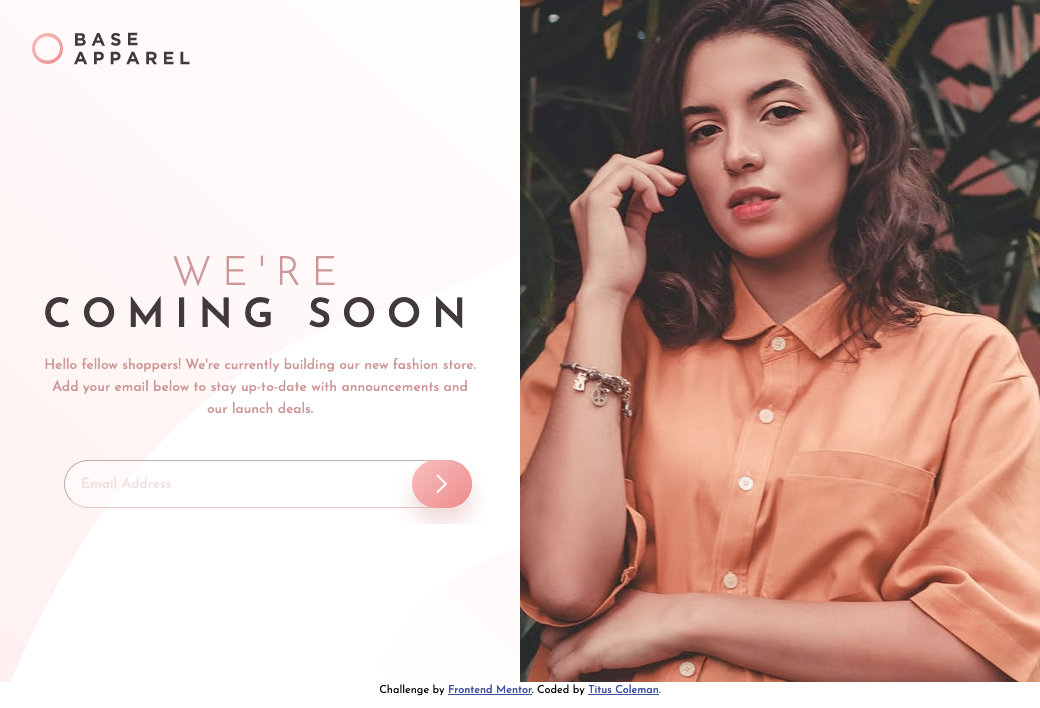 BASE
APPAREL
WE'RE
COMING SOON
Hello fellow shoppers! We're currently building our new fashion store.
Add your email below to stay up-to-date with announcements and
our launch deals.
Email Address
Challenge by Frontend Mentor. Coded by Titus Coleman.